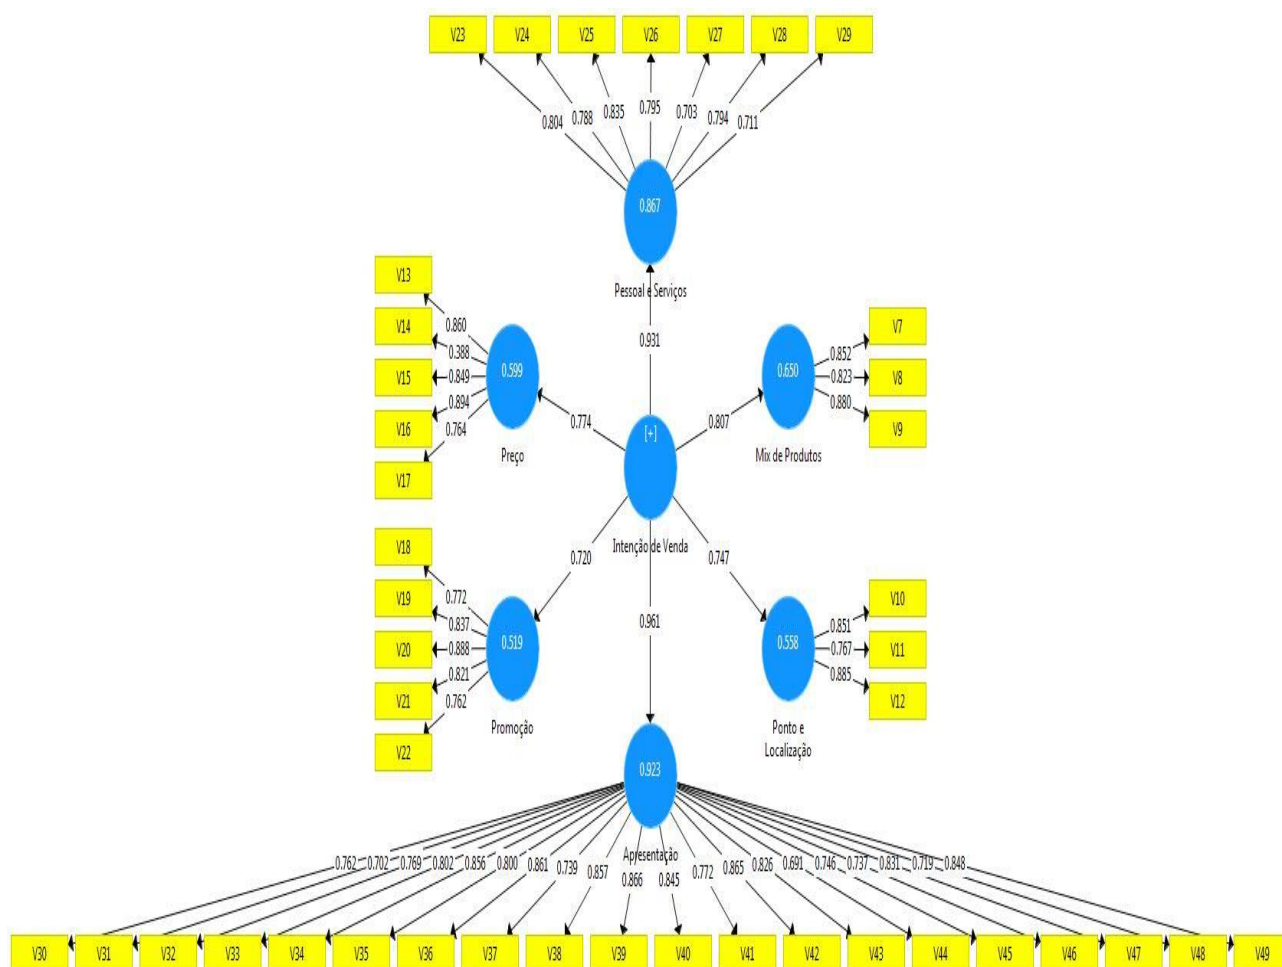 V23 V24 V25 V26 V27 V28 V29
0.804 0.788 0.835 0.795 0.703 0.794 0.711
0.867
Pessoal e Serviços
0.931
V13
V14
V15
V16
V17
0.860
0.388
0.849
0.894
0.764
0.599
Preço
0.774
[+]
Intenção de Venda
0.807
0.650
Mix de Produtos
0.852
0.823
0.880
V7
V8
V9
V18
V19
V20
V21
V22
0.772
0.837
0.888
0.821
0.762
0.519
Promoção
0.720
0.961
0.747
0.558
Ponto e
Localização
0.851
0.767
0.885
V10
V11
V12
0.923
Apresentação
0.762 0.702 0.769 0.802 0.856 0.800 0.861 0.739 0.857 0.866 0.845 0.772 0.865 0.826 0.691 0.746 0.737 0.831 0.719 0.848
V30 V31 V32 V33 V34 V35 V36 V37 V38 V39 V40 V41 V42 V43 V44 V45 V46 V47 V48 V49